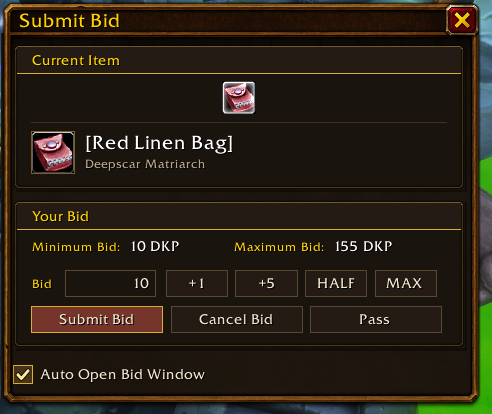 Submit Bid
Current Item
[Red Linen Bag]
Deepscar Matriarch
Your Bid
Minimum Bid: 10 DKP Maximum Bid: 155 DKP
Bid 10 +1 +5 HALF MAX
Submit Bid Cancel Bid Pass
Auto Open Bid Window